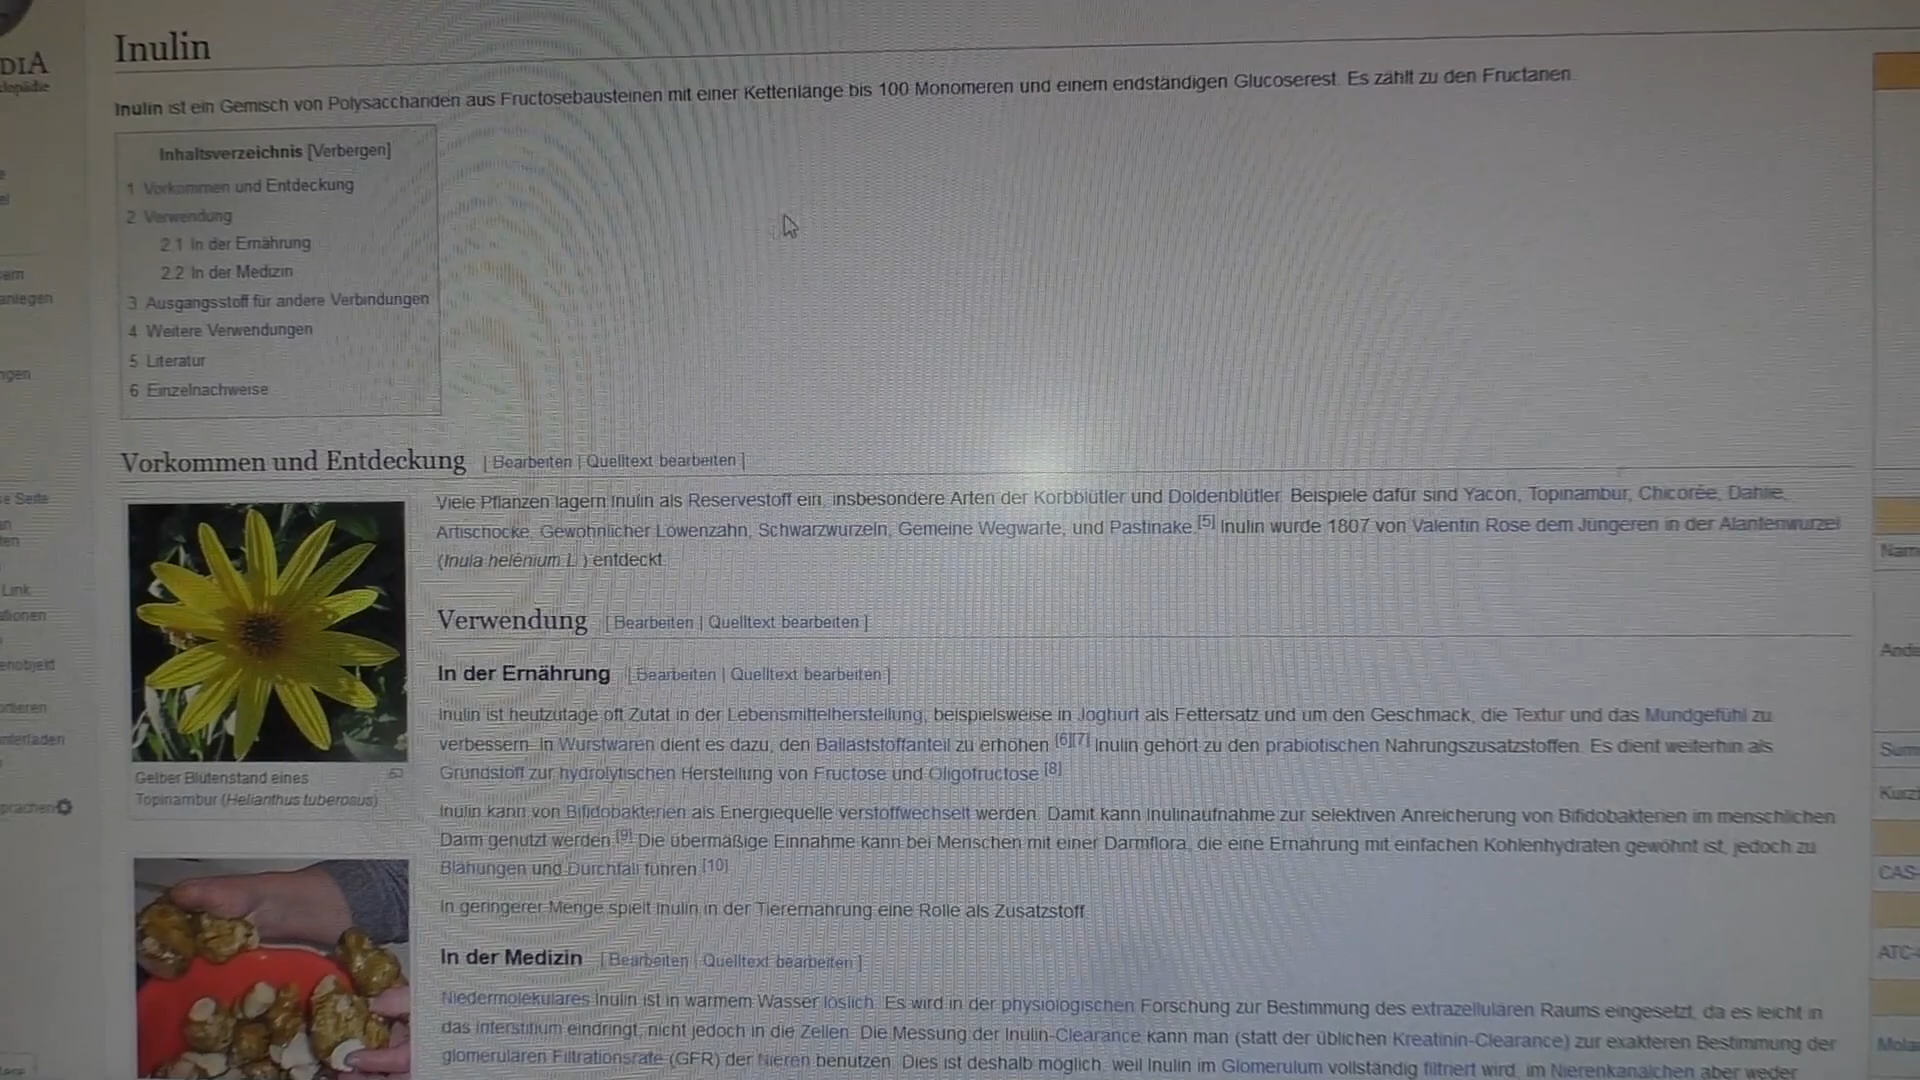 Inulin
Inulin ist ein Gemisch von Polysacchariden aus Fructosebausteinen mit einer Kettenlänge bis 100 Monomeren und einem endständigen Glucoserest. Es zählt zu den Fructanen.
Inhaltsverzeichnis [Verbergen]
1 Vorkommen und Entdeckung
2 Verwendung
2.1 In der Ernährung
2.2 In der Medizin
3 Ausgangsstoff für andere Verbindungen
4 Weitere Verwendungen
5 Literatur
6 Einzelnachweise
Vorkommen und Entdeckung [ Bearbeiten | Quelltext bearbeiten ]
Viele Pflanzen lagern Inulin als Reservestoff ein, insbesondere Arten der Korbblütler und Doldenblütler. Beispiele dafür sind Yacón, Topinambur, Chicorée, Dahlie,
Artischocke, Gewöhnlicher Löwenzahn, Schwarzwurzeln, Gemeine Wegwarte, und Pastinake.[5] Inulin wurde 1807 von Valentin Rose dem Jüngeren in der Alantenwurzel
(Inula helénium L.) entdeckt.
Gelber Blütenstand eines
Topinambur (Helianthus tuberosus)
Verwendung [ Bearbeiten | Quelltext bearbeiten ]
In der Ernährung [ Bearbeiten | Quelltext bearbeiten ]
Inulin ist heutzutage oft Zutat in der Lebensmittelherstellung, beispielsweise in Joghurt als Fettersatz und um den Geschmack, die Textur und das Mundgefühl zu
verbessern. In Wurstwaren dient es dazu, den Ballaststoffanteil zu erhöhen.[6][7] Inulin gehört zu den präbiotischen Nahrungszusatzstoffen. Es dient weiterhin als
Grundstoff zur hydrolytischen Herstellung von Fructose und Oligofructose.[8]
Inulin kann von Bifidobakterien als Energiequelle verstoffwechselt werden. Damit kann Inulinaufnahme zur selektiven Anreicherung von Bifidobakterien im menschlichen
Darm genutzt werden.[9] Die übermäßige Einnahme kann bei Menschen mit einer Darmflora, die eine Ernährung mit einfachen Kohlenhydraten gewöhnt ist, jedoch zu
Blähungen und Durchfall führen.[10]
In geringerer Menge spielt Inulin in der Tierernährung eine Rolle als Zusatzstoff.
In der Medizin [ Bearbeiten | Quelltext bearbeiten ]
Niedermolekulares Inulin ist in warmem Wasser löslich. Es wird in der physiologischen Forschung zur Bestimmung des extrazellulären Raums eingesetzt, da es leicht in
das Interstitium eindringt, nicht jedoch in die Zellen. Die Messung der Inulin-Clearance kann man (statt der üblichen Kreatinin-Clearance) zur exakteren Bestimmung der
glomerulären Filtrationsrate (GFR) der Nieren benutzen. Dies ist deshalb möglich, weil Inulin im Glomerulum vollständig filtriert wird, im Nierenkanälchen aber weder